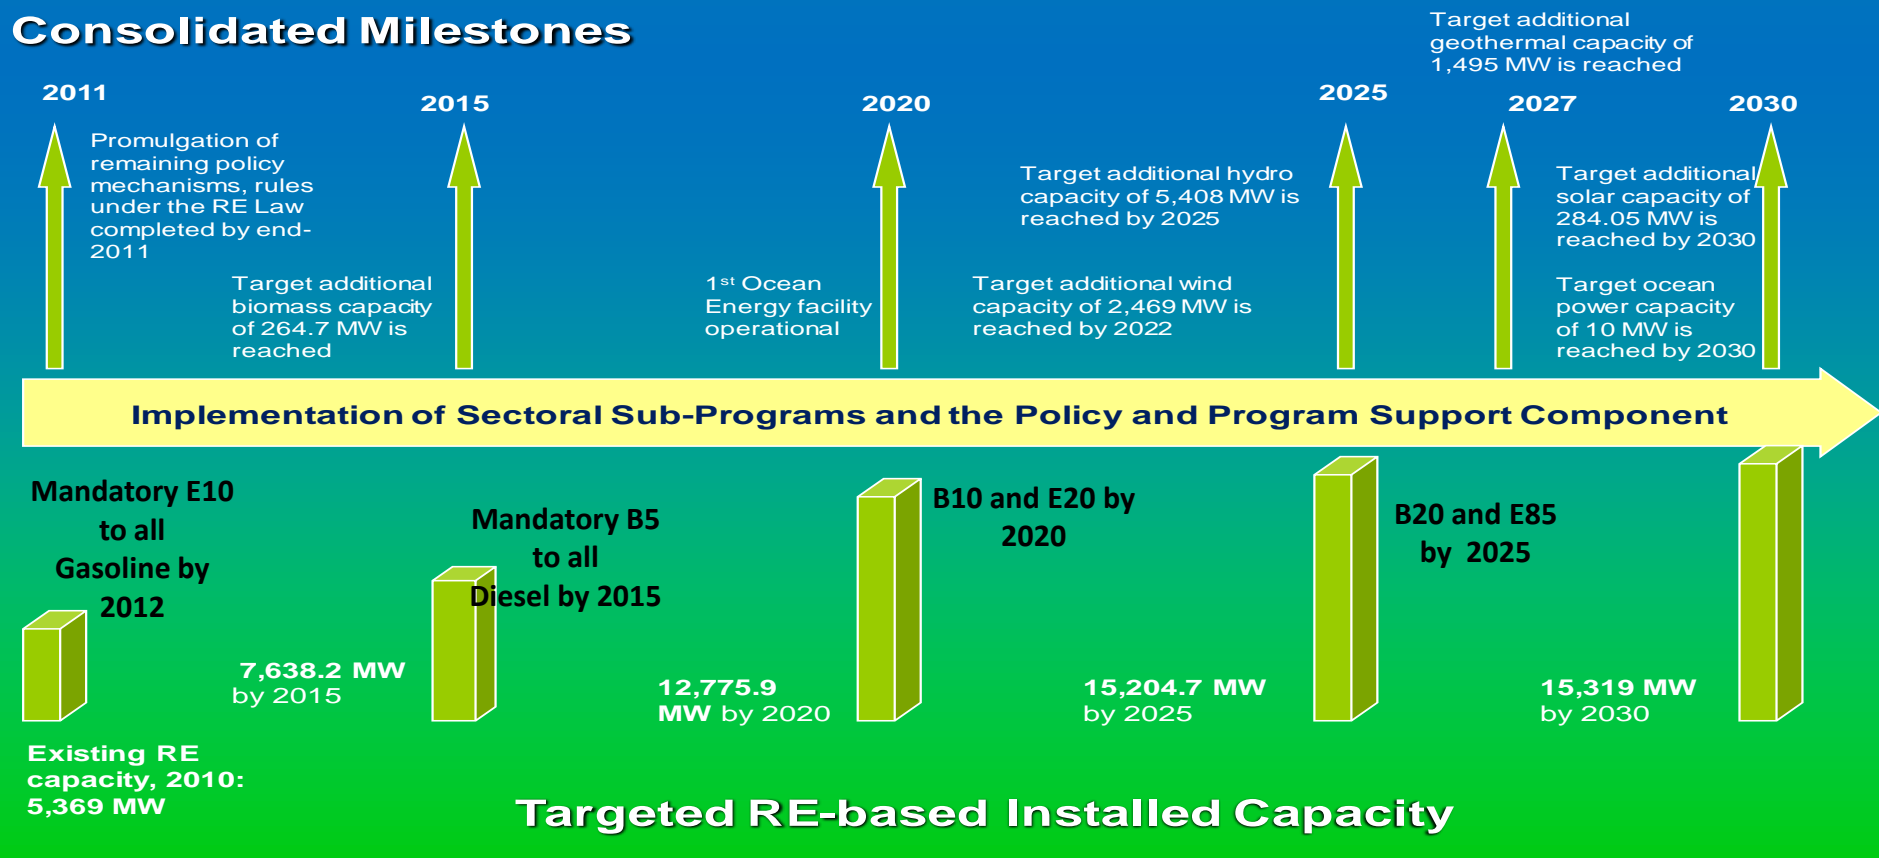 Consolidated Milestones
2011
Promulgation of
remaining policy
mechanisms, rules
under the RE Law
completed by end-
2011
2015
Target additional
biomass capacity
of 264.7 MW is
reached
2020
1st Ocean
Energy facility
operational
2025
Target additional hydro
capacity of 5,408 MW is
reached by 2025
Target additional wind
capacity of 2,469 MW is
reached by 2022
Target additional
geothermal capacity of
1,495 MW is reached
2027
2030
Target additional
solar capacity of
284.05 MW is
reached by 2030
Target ocean
power capacity
of 10 MW is
reached by 2030
Implementation of Sectoral Sub-Programs and the Policy and Program Support Component
Mandatory E10
to all
Gasoline by
2012
Mandatory B5
to all
Diesel by 2015
B10 and E20 by
2020
B20 and E85
by 2025
7,638.2 MW
by 2015
12,775.9
MW by 2020
15,204.7 MW
by 2025
15,319 MW
by 2030
Existing RE
capacity, 2010:
5,369 MW
Targeted RE-based Installed Capacity